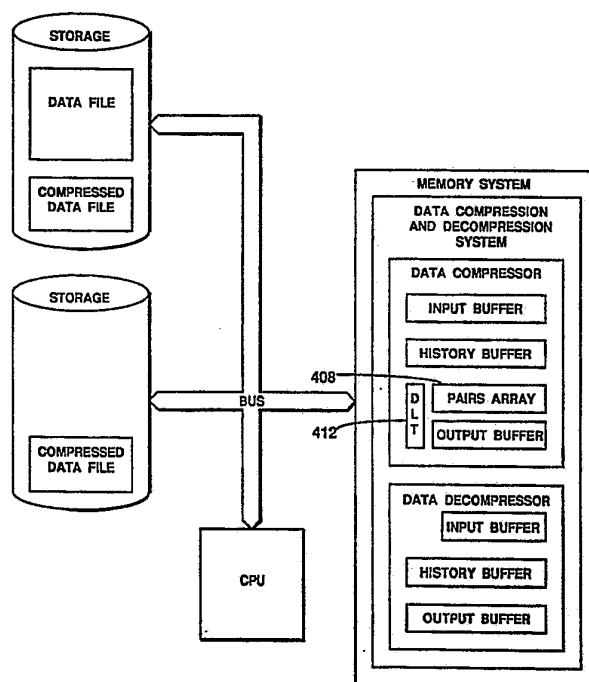 STORAGE
DATA FILE
COMPRESSED
DATA FILE
STORAGE
COMPRESSED
DATA FILE
BUS
CPU
MEMORY SYSTEM
DATA COMPRESSION
AND DECOMPRESSION
SYSTEM
DATA COMPRESSOR
INPUT BUFFER
HISTORY BUFFER
408
PAIRS ARRAY
DLT
412
OUTPUT BUFFER
DATA DECOMPRESSOR
INPUT BUFFER
HISTORY BUFFER
OUTPUT BUFFER